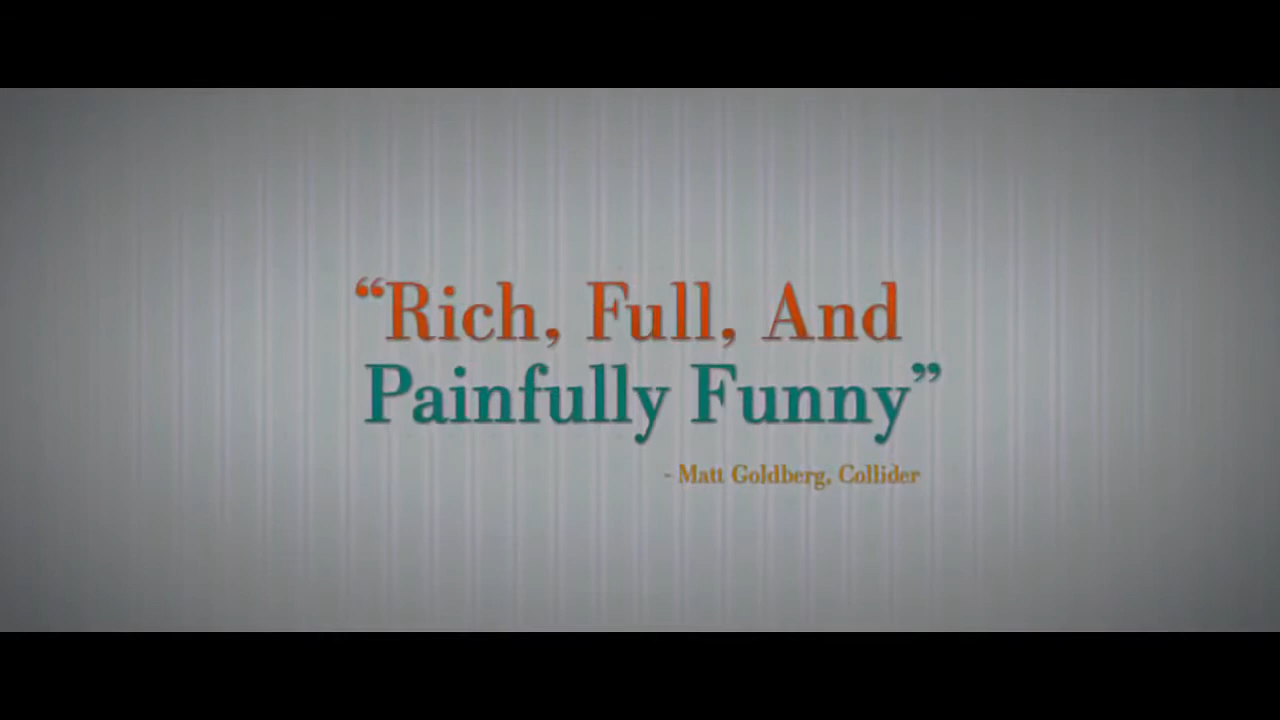 “Rich, Full, And
Painfully Funny”
- Matt Goldberg, Collider